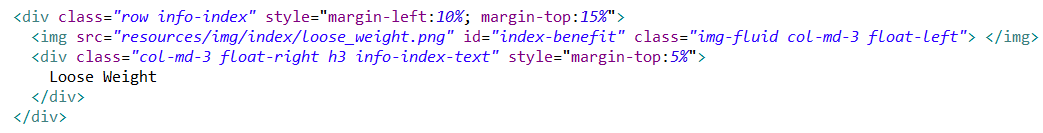 <div class="row info-index" style="margin-left:10%; margin-top:15%">
<img src="resources/img/index/loose_weight.png" id="index-benefit" class="img-fluid col-md-3 float-left"> </img>
<div class="col-md-3 float-right h3 info-index-text" style="margin-top:5%">
Loose Weight
</div>
</div>